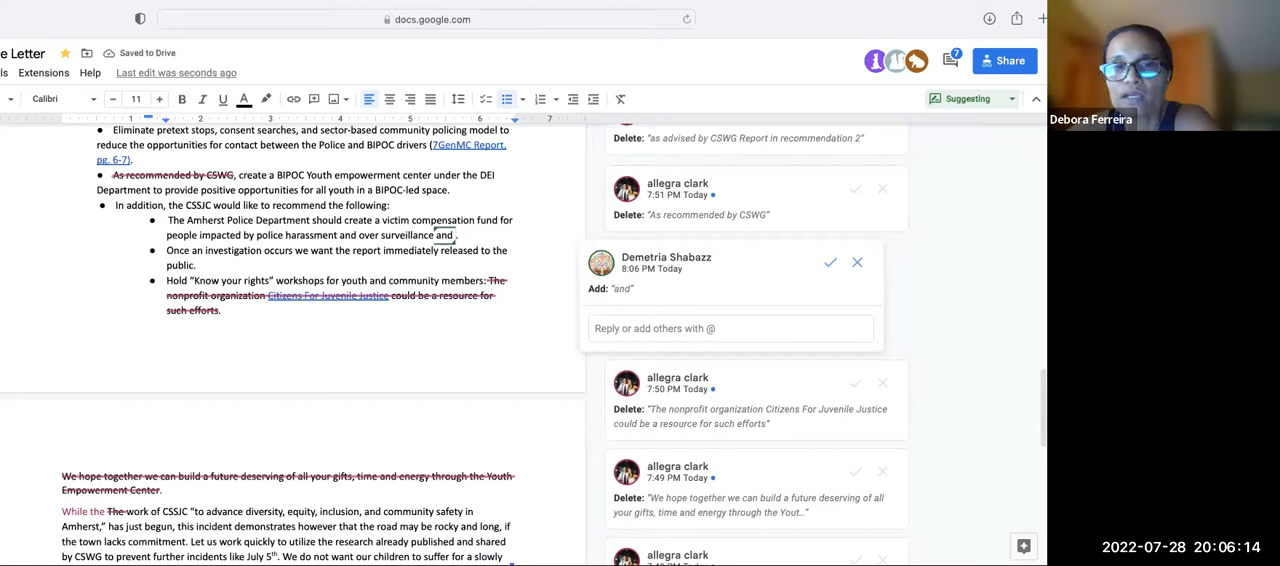 docs.google.com
e Letter
Saved to Drive
ls Extensions Help Last edit was seconds ago
7
Share
Calibri
11
B I U A
Suggesting
1 2 3 4 5 6 7
Eliminate pretext stops, consent searches, and sector-based community policing model to
reduce the opportunities for contact between the Police and BIPOC drivers (7GenMC Report,
pg. 6-7).
As recommended by CSWG, create a BIPOC Youth empowerment center under the DEI
Department to provide positive opportunities for all youth in a BIPOC-led space.
In addition, the CSSJC would like to recommend the following:
The Amherst Police Department should create a victim compensation fund for
people impacted by police harassment and over surveillance and .
Once an investigation occurs we want the report immediately released to the
public.
Hold “Know your rights” workshops for youth and community members: The
nonprofit organization Citizens For Juvenile Justice could be a resource for
such efforts.
We hope together we can build a future deserving of all your gifts, time and energy through the Youth
Empowerment Center.
While the The work of CSSJC “to advance diversity, equity, inclusion, and community safety in
Amherst,” has just begun, this incident demonstrates however that the road may be rocky and long, if
the town lacks commitment. Let us work quickly to utilize the research already published and shared
by CSWG to prevent further incidents like July 5th. We do not want our children to suffer for a slowly
Delete: “as advised by CSWG Report in recommendation 2”
allegra clark
7:51 PM Today
Delete: “As recommended by CSWG”
Demetria Shabazz
8:06 PM Today
Add: “and”
Reply or add others with @
allegra clark
7:50 PM Today
Delete: “The nonprofit organization Citizens For Juvenile Justice
could be a resource for such efforts”
allegra clark
7:49 PM Today
Delete: “We hope together we can build a future deserving of all
your gifts, time and energy through the Yout...”
allegra clark
Debora Ferreira
2022-07-28 20:06:14